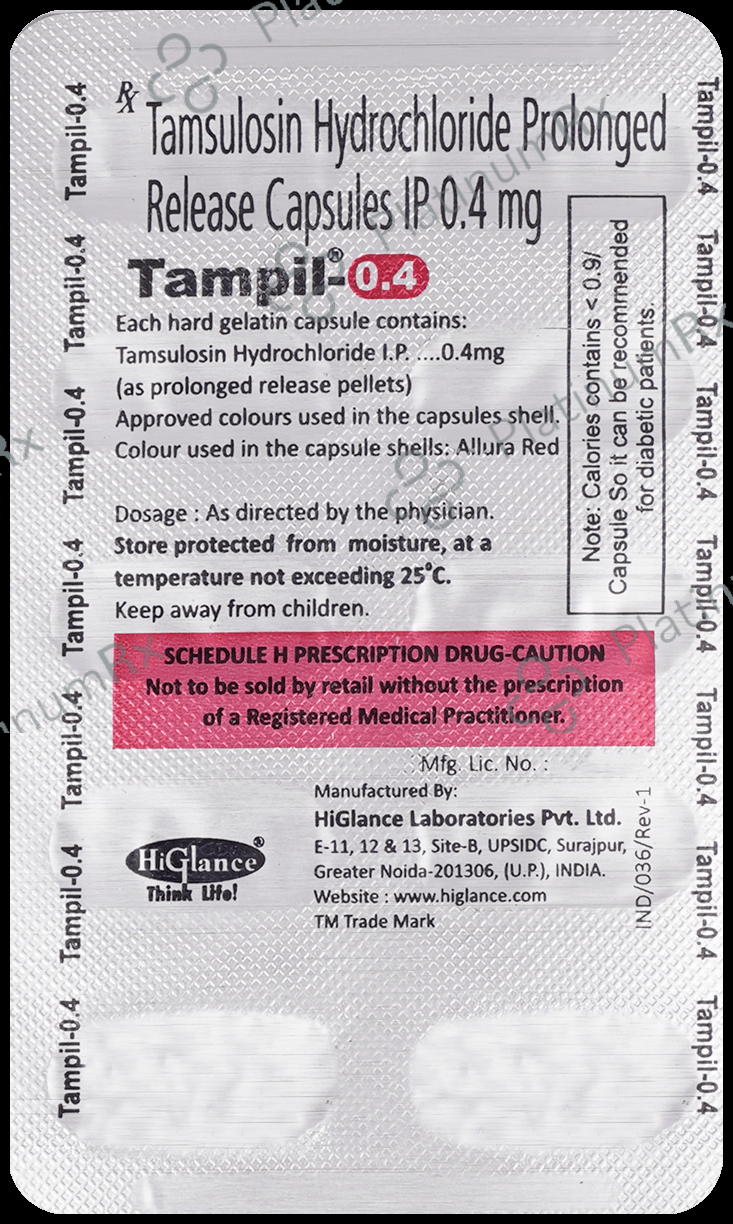 Rx Tamsulosin Hydrochloride Prolonged
Release Capsules IP 0.4 mg
Tampil®-0.4
Each hard gelatin capsule contains:
Tamsulosin Hydrochloride I.P. ....0.4mg
(as prolonged release pellets)
Approved colours used in the capsules shell.
Colour used in the capsule shells: Allura Red
Dosage : As directed by the physician.
Store protected from moisture, at a
temperature not exceeding 25°C.
Keep away from children.
Note: Calories contains < 0.9/
Capsule So it can be recommended
for diabetic patients.
SCHEDULE H PRESCRIPTION DRUG-CAUTION
Not to be sold by retail without the prescription
of a Registered Medical Practitioner.
Mfg. Lic. No. :
Manufactured By:
HiGlance Laboratories Pvt. Ltd.
E-11, 12 & 13, Site-B, UPSIDC, Surajpur,
Greater Noida-201306, (U.P.), INDIA.
Website : www.higlance.com
TM Trade Mark
HiGlance®
Think Life!
IND/036/Rev-1
Tampil-0.4
Tampil-0.4
Tampil-0.4
Tampil-0.4
Tampil-0.4
Tampil-0.4
Tampil-0.4
Tampil-0.4
Tampil-0.4
Tampil-0.4
Tampil-0.4
Tampil-0.4
Tampil-0.4
Tampil-0.4
PlatinumRx
PlatinumRx